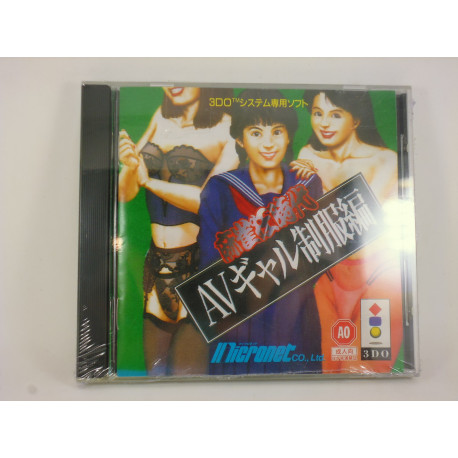 3DO™システム専用ソフト
AVギャル制服編
Micronet CO., Ltd.
AO
成人向
3DO